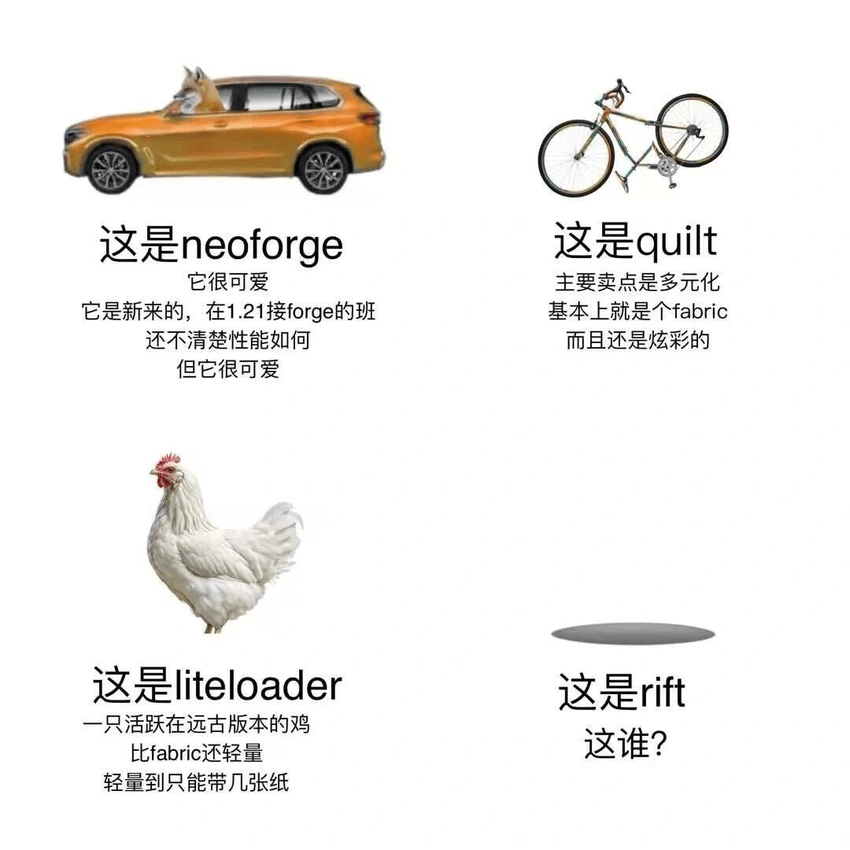 这是neoforge
它很可爱
它是新来的，在1.21接forge的班
还不清楚性能如何
但它很可爱
这是quilt
主要卖点是多元化
基本上就是个fabric
而且还是炫彩的
这是liteloader
一只活跃在远古版本的鸡
比fabric还轻量
轻量到只能带几张纸
这是rift
这谁？